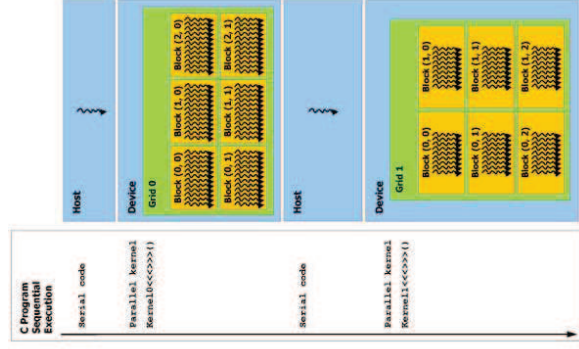 C Program
Sequential
Execution
Serial code
Host
Parallel kernel
Kernel0<<<>>>()
Device
Grid 0
Block (0, 0) Block (1, 0) Block (2, 0)
Block (0, 1) Block (1, 1) Block (2, 1)
Serial code
Host
Parallel kernel
Kernel1<<<>>>()
Device
Grid 1
Block (0, 0) Block (1, 0)
Block (0, 1) Block (1, 1)
Block (0, 2) Block (1, 2)